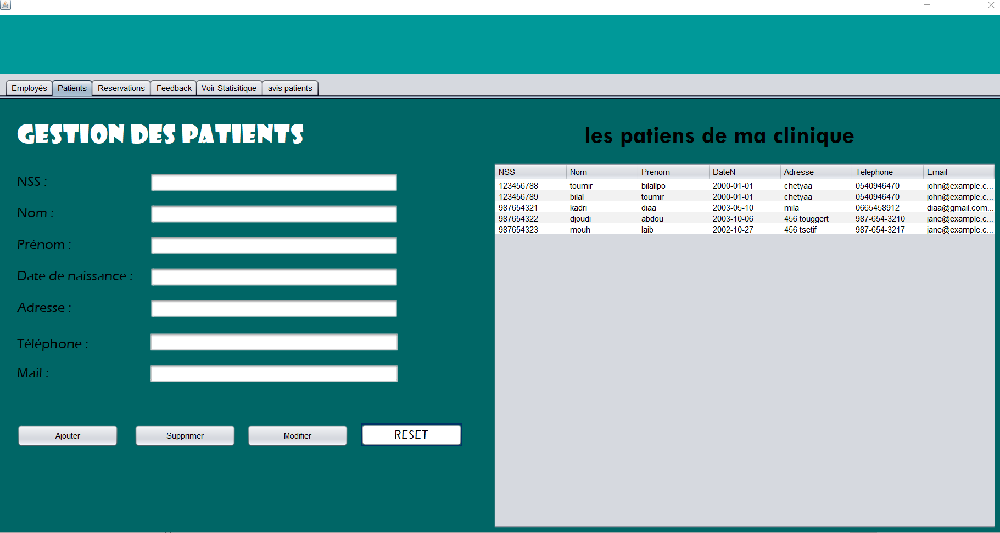 Employés Patients Reservations Feedback Voir Statisitique avis patients
GESTION DES PATIENTS
NSS :
Nom :
Prénom :
Date de naissance :
Adresse :
Téléphone :
Mail :
Ajouter Supprimer Modifier RESET
les patiens de ma clinique
NSS Nom Prenom DateN Adresse Telephone Email
123456788 toumir bilallpo 2000-01-01 chetyaa 0540946470 john@example.c...
123456789 bilal toumir 2000-01-01 chetyaa 0540946470 john@example.c...
987654321 kadri diaa 2003-05-10 mila 0665458912 diaa@gmail.com...
987654322 djoudi abdou 2003-10-06 456 touggert 987-654-3210 jane@example.c...
987654323 mouh laib 2002-10-27 456 tsetif 987-654-3217 jane@example.c...